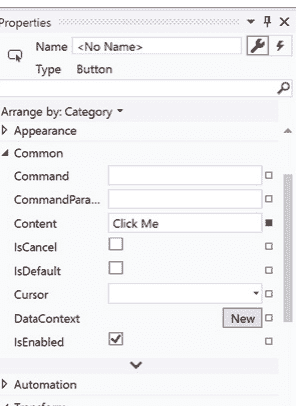 Properties
Name <No Name>
Type Button
Arrange by: Category
Appearance
Common
Command
CommandPara...
Content Click Me
IsCancel
IsDefault
Cursor
DataContext New
IsEnabled
Automation
Transform